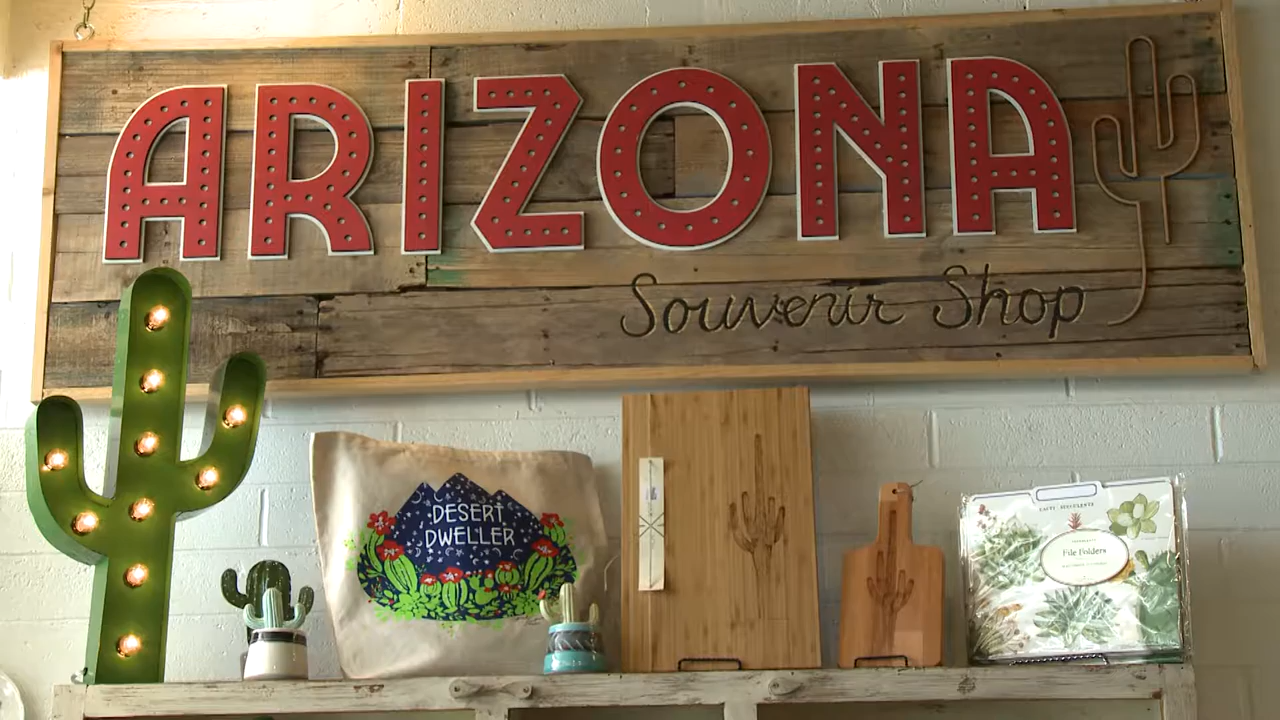 ARIZONA
Souvenir Shop
DESERT
DWELLER
File Folders